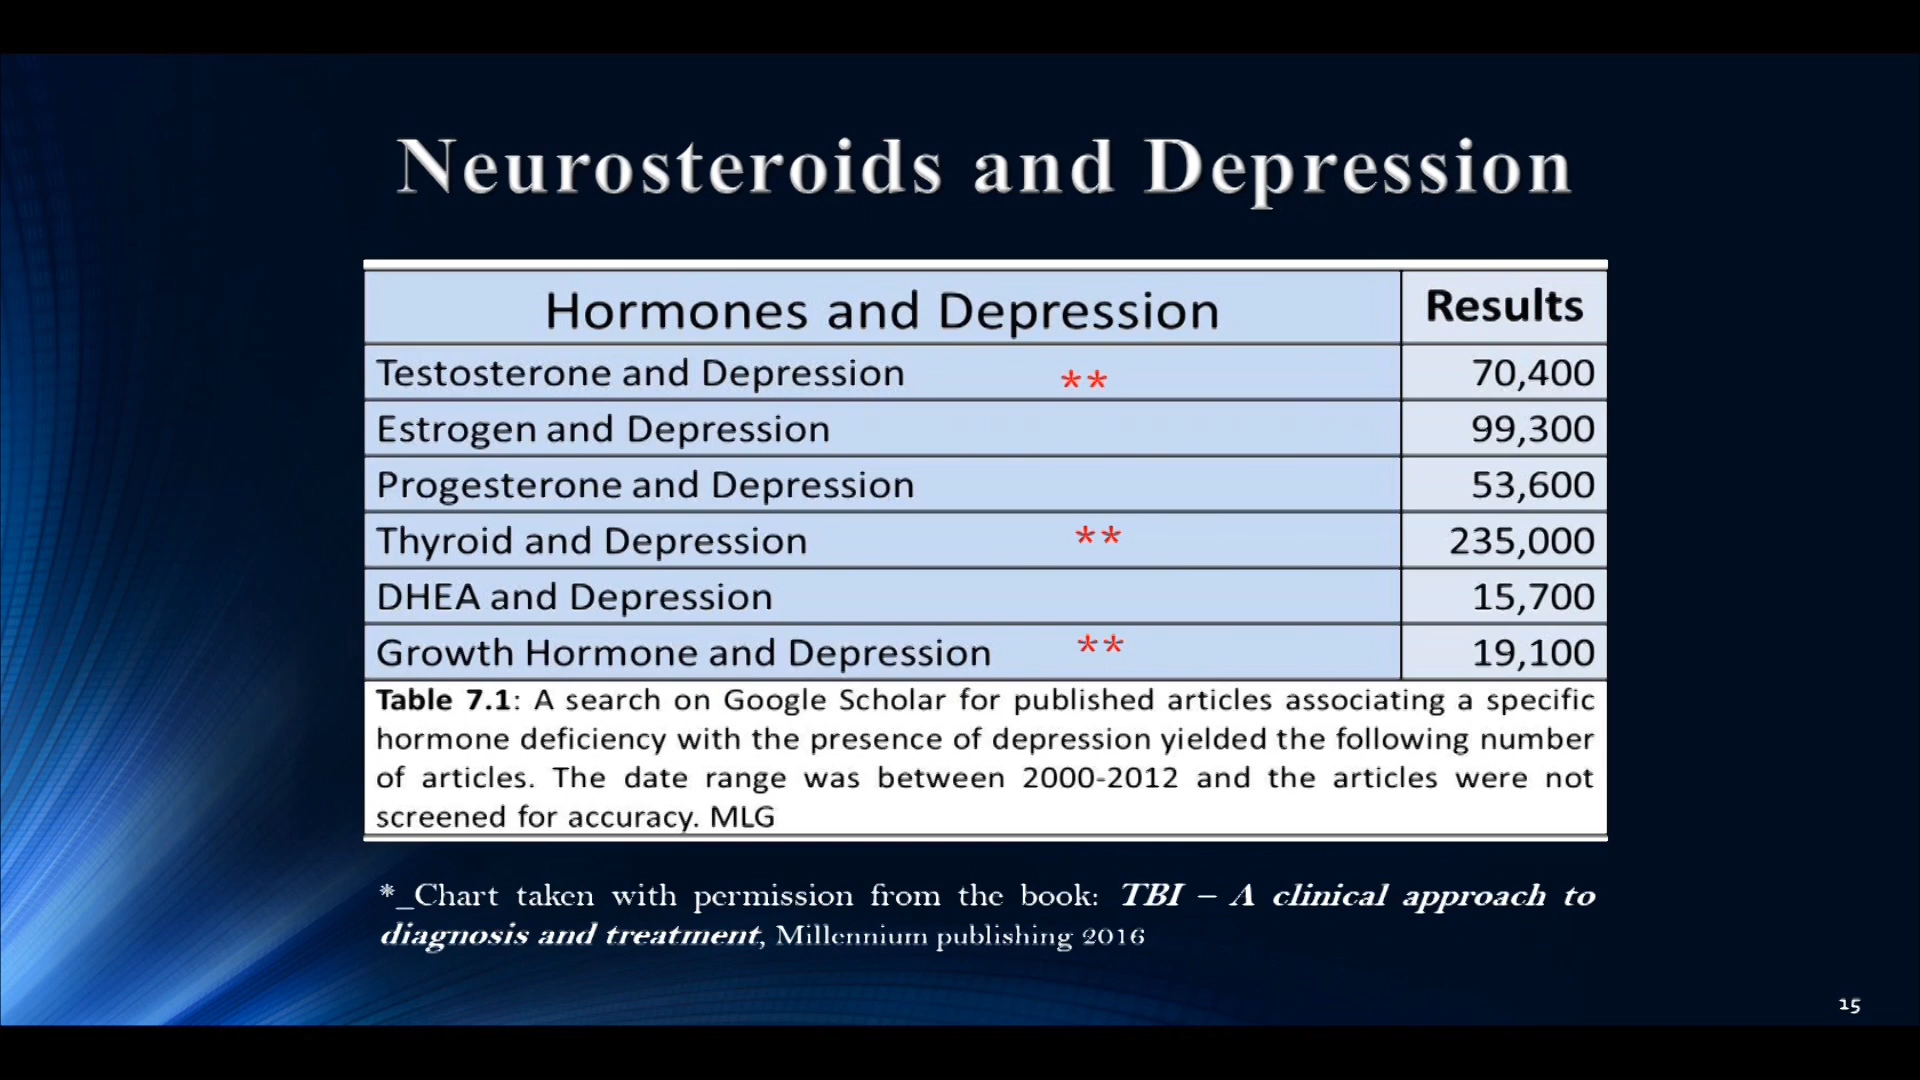 Neurosteroids and Depression
Hormones and Depression Results
Testosterone and Depression ** 70,400
Estrogen and Depression 99,300
Progesterone and Depression 53,600
Thyroid and Depression ** 235,000
DHEA and Depression 15,700
Growth Hormone and Depression ** 19,100
Table 7.1: A search on Google Scholar for published articles associating a specific
hormone deficiency with the presence of depression yielded the following number
of articles. The date range was between 2000-2012 and the articles were not
screened for accuracy. MLG
*_Chart taken with permission from the book: TBI – A clinical approach to
diagnosis and treatment, Millennium publishing 2016
15